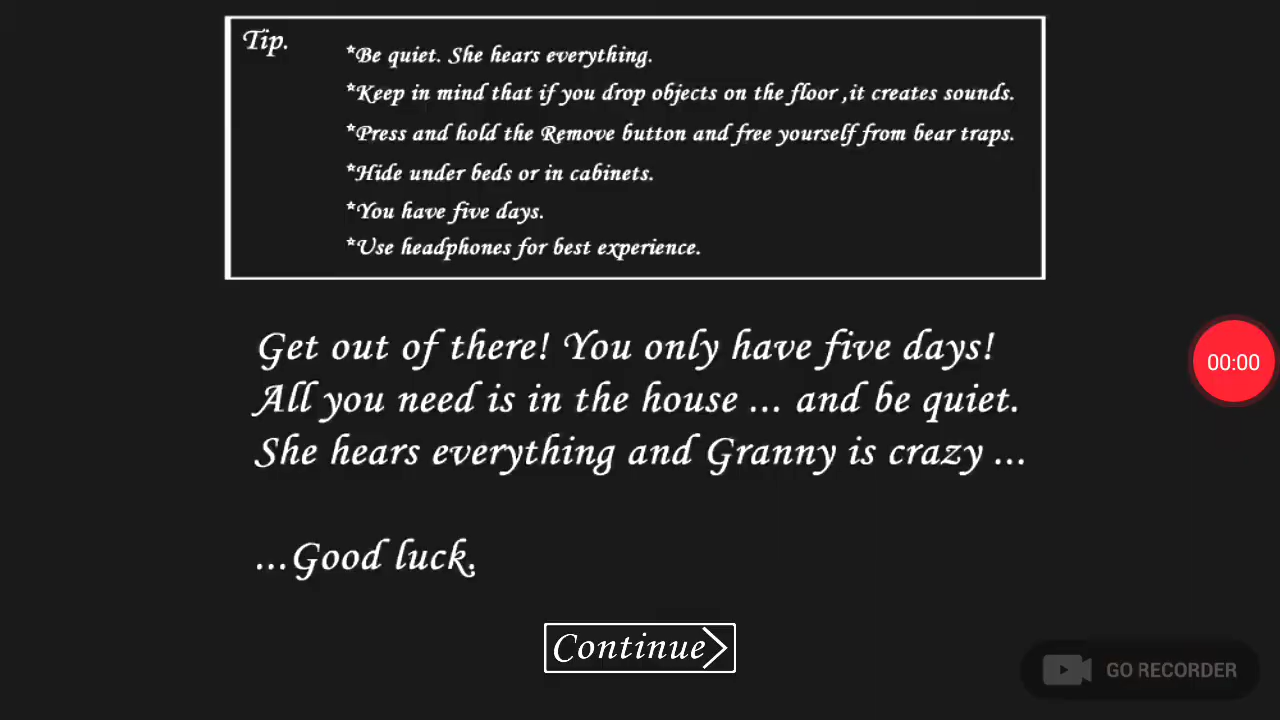 Tip.
*Be quiet. She hears everything.
*Keep in mind that if you drop objects on the floor ,it creates sounds.
*Press and hold the Remove button and free yourself from bear traps.
*Hide under beds or in cabinets.
*You have five days.
*Use headphones for best experience.
Get out of there! You only have five days!
All you need is in the house ... and be quiet.
She hears everything and Granny is crazy ...
...Good luck.
Continue>
00:00
GO RECORDER